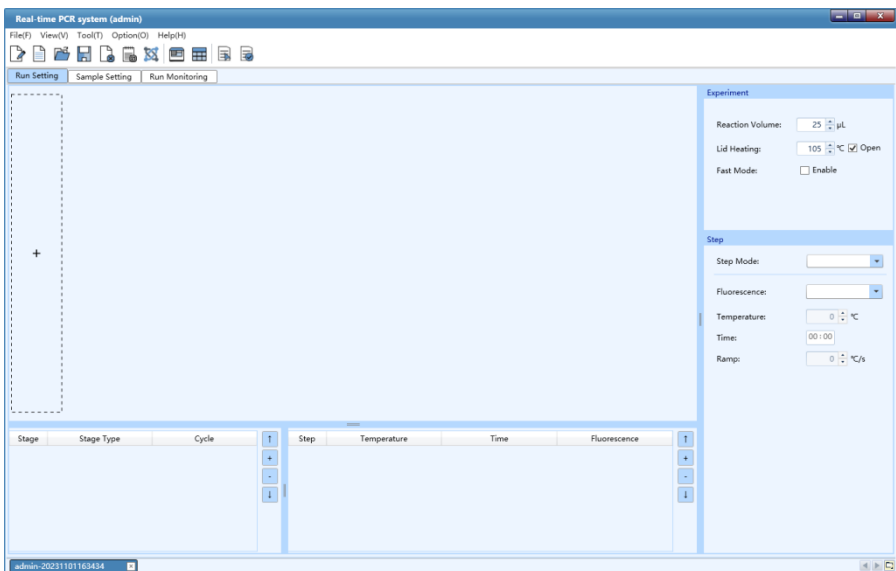 Real-time PCR system (admin)
File(F) View(V) Tool(T) Option(O) Help(H)
Run Setting Sample Setting Run Monitoring
Experiment
Reaction Volume: 25 μL
Lid Heating: 105 ℃ Open
Fast Mode: Enable
+
Step
Step Mode:
Fluorescence:
Temperature: 0 ℃
Time: 00:00
Ramp: 0 ℃/s
Stage Stage Type Cycle ↑ Step Temperature Time Fluorescence ↑
+ +
- -
↓ ↓
admin-20231101163434